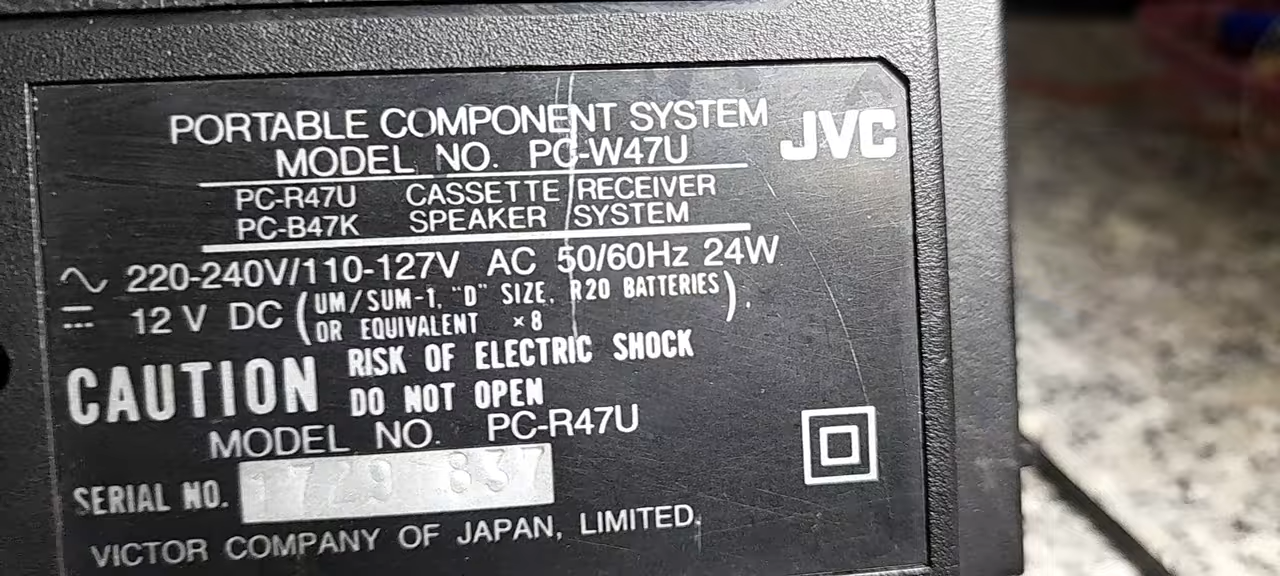 PORTABLE COMPONENT SYSTEM
JVC
MODEL NO. PC-W47U
PC-R47U CASSETTE RECEIVER
PC-B47K SPEAKER SYSTEM
220-240V/110-127V AC 50/60Hz 24W
12 V DC (UM/SUM-1, "D" SIZE, R20 BATTERIES
OR EQUIVALENT ×8).
CAUTION RISK OF ELECTRIC SHOCK
DO NOT OPEN
MODEL NO. PC-R47U
SERIAL NO. 1729 837
VICTOR COMPANY OF JAPAN, LIMITED.